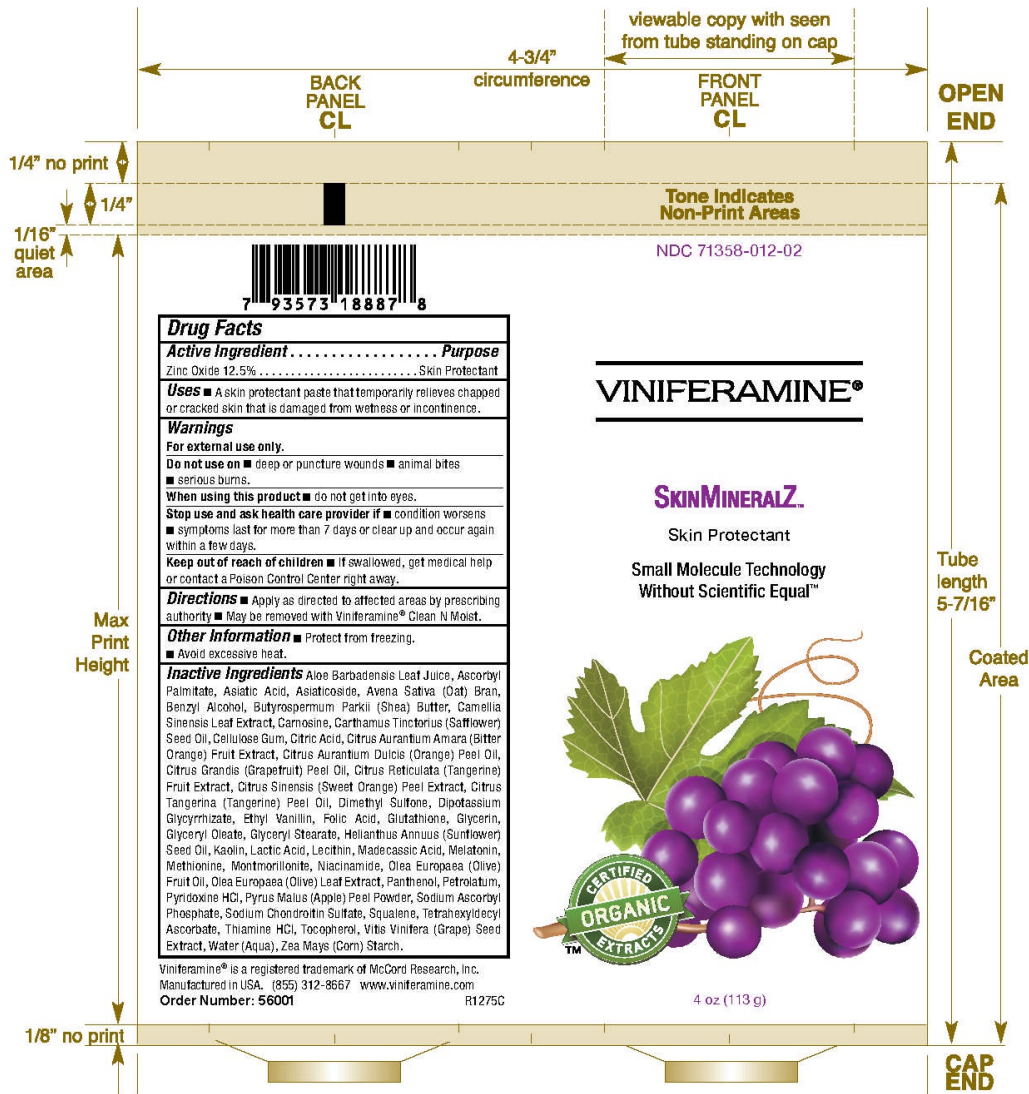 viewable copy with seen
from tube standing on cap
4-3/4”
circumference
BACK
PANEL
CL
FRONT
PANEL
CL
OPEN
END
1/4” no print
1/4”
1/16”
quiet
area
Tone Indicates
Non-Print Areas
NDC 71358-012-02
7 93573 18887 8
Drug Facts
Active Ingredient . . . . . . . . . . . . . . . . . . Purpose
Zinc Oxide 12.5% . . . . . . . . . . . . . . . . . . . . . . . . Skin Protectant
Uses ■ A skin protectant paste that temporarily relieves chapped
or cracked skin that is damaged from wetness or incontinence.
Warnings
For external use only.
Do not use on ■ deep or puncture wounds ■ animal bites
■ serious burns.
When using this product ■ do not get into eyes.
Stop use and ask health care provider if ■ condition worsens
■ symptoms last for more than 7 days or clear up and occur again
within a few days.
Keep out of reach of children ■ If swallowed, get medical help
or contact a Poison Control Center right away.
Directions ■ Apply as directed to affected areas by prescribing
authority ■ May be removed with Viniferamine® Clean N Moist.
Other Information ■ Protect from freezing.
■ Avoid excessive heat.
Inactive Ingredients Aloe Barbadensis Leaf Juice, Ascorbyl
Palmitate, Asiatic Acid, Asiaticoside, Avena Sativa (Oat) Bran,
Benzyl Alcohol, Butyrospermum Parkii (Shea) Butter, Camellia
Sinensis Leaf Extract, Carnosine, Carthamus Tinctorius (Safflower)
Seed Oil, Cellulose Gum, Citric Acid, Citrus Aurantium Amara (Bitter
Orange) Fruit Extract, Citrus Aurantium Dulcis (Orange) Peel Oil,
Citrus Grandis (Grapefruit) Peel Oil, Citrus Reticulata (Tangerine)
Fruit Extract, Citrus Sinensis (Sweet Orange) Peel Extract, Citrus
Tangerina (Tangerine) Peel Oil, Dimethyl Sulfone, Dipotassium
Glycyrrhizate, Ethyl Vanillin, Folic Acid, Glutathione, Glycerin,
Glyceryl Oleate, Glyceryl Stearate, Helianthus Annuus (Sunflower)
Seed Oil, Kaolin, Lactic Acid, Lecithin, Madecassic Acid, Melatonin,
Methionine, Montmorillonite, Niacinamide, Olea Europaea (Olive)
Fruit Oil, Olea Europaea (Olive) Leaf Extract, Panthenol, Petrolatum,
Pyridoxine HCl, Pyrus Malus (Apple) Peel Powder, Sodium Ascorbyl
Phosphate, Sodium Chondroitin Sulfate, Squalene, Tetrahexyldecyl
Ascorbate, Thiamine HCl, Tocopherol, Vitis Vinifera (Grape) Seed
Extract, Water (Aqua), Zea Mays (Corn) Starch.
Viniferamine® is a registered trademark of McCord Research, Inc.
Manufactured in USA. (855) 312-8667 www.viniferamine.com
Order Number: 56001 R1275C
VINIFERAMINE®
SKINMINERALZ™
Skin Protectant
Small Molecule Technology
Without Scientific Equal™
CERTIFIED
ORGANIC
EXTRACTS
TM
4 oz (113 g)
Max
Print
Height
Tube
length
5-7/16”
Coated
Area
1/8” no print
CAP
END